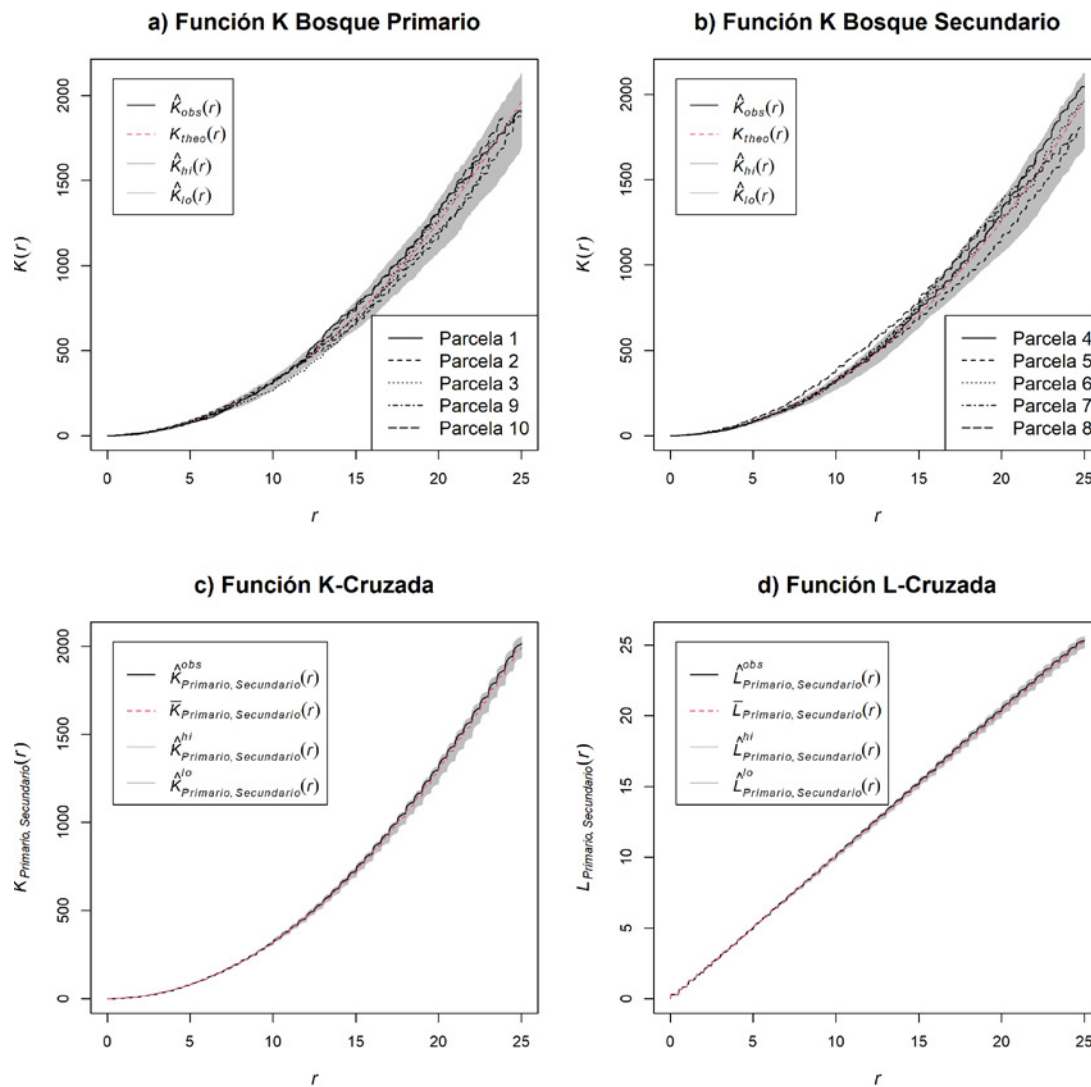 a) Función K Bosque Primario
K̂obs(r)
Ktheo(r)
K̂hi(r)
K̂lo(r)
Parcela 1
Parcela 2
Parcela 3
Parcela 9
Parcela 10
K(r)
0
500
1000
1500
2000
0 5 10 15 20 25
r
b) Función K Bosque Secundario
K̂obs(r)
Ktheo(r)
K̂hi(r)
K̂lo(r)
Parcela 4
Parcela 5
Parcela 6
Parcela 7
Parcela 8
K(r)
0
500
1000
1500
2000
0 5 10 15 20 25
r
c) Función K-Cruzada
K̂obsPrimario, Secundario(r)
K̄Primario, Secundario(r)
K̂hiPrimario, Secundario(r)
K̂loPrimario, Secundario(r)
KPrimario, Secundario(r)
0
500
1000
1500
2000
0 5 10 15 20 25
r
d) Función L-Cruzada
L̂obsPrimario, Secundario(r)
L̄Primario, Secundario(r)
L̂hiPrimario, Secundario(r)
L̂loPrimario, Secundario(r)
LPrimario, Secundario(r)
0
5
10
15
20
25
0 5 10 15 20 25
r